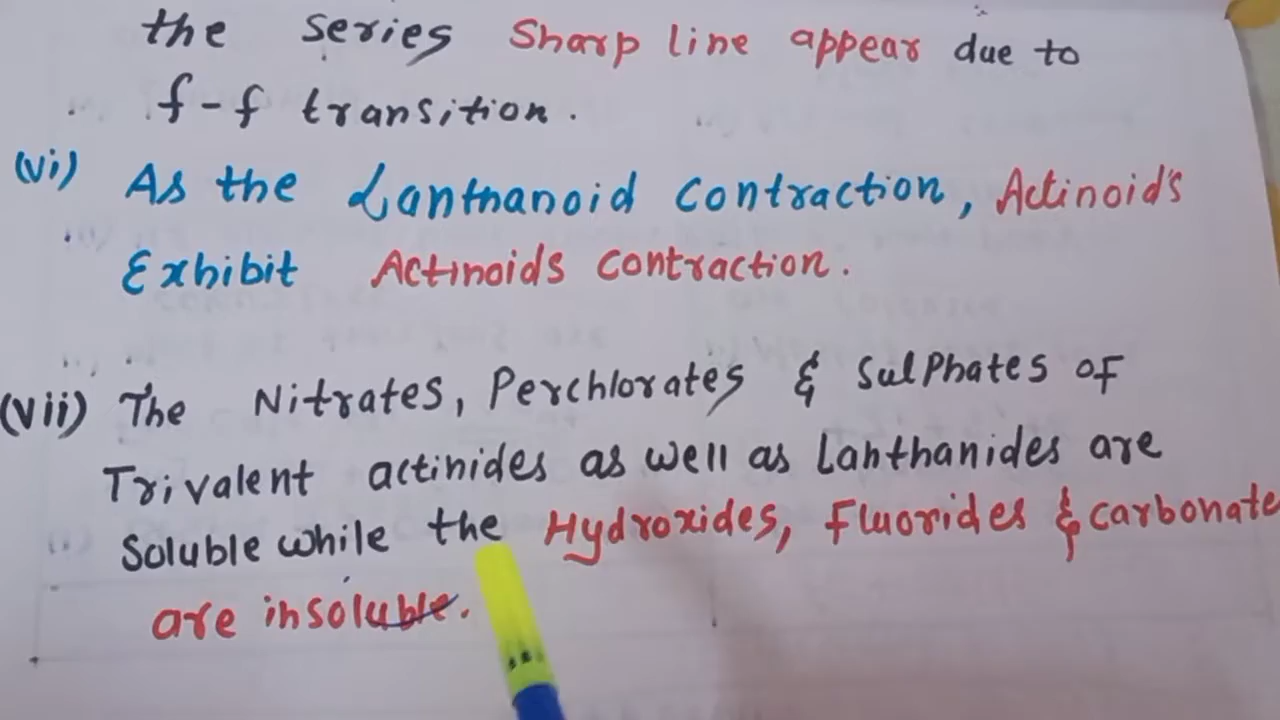 the series Sharp line appear due to
f-f transition.
(vi) As the Lanthanoid contraction, Actinoid's
Exhibit Actinoids contraction.
(vii) The Nitrates, Perchlorates & Sulphates of
Trivalent actinides as well as Lanthanides are
Soluble while the Hydroxides, Fluorides & carbonate
are insoluble.